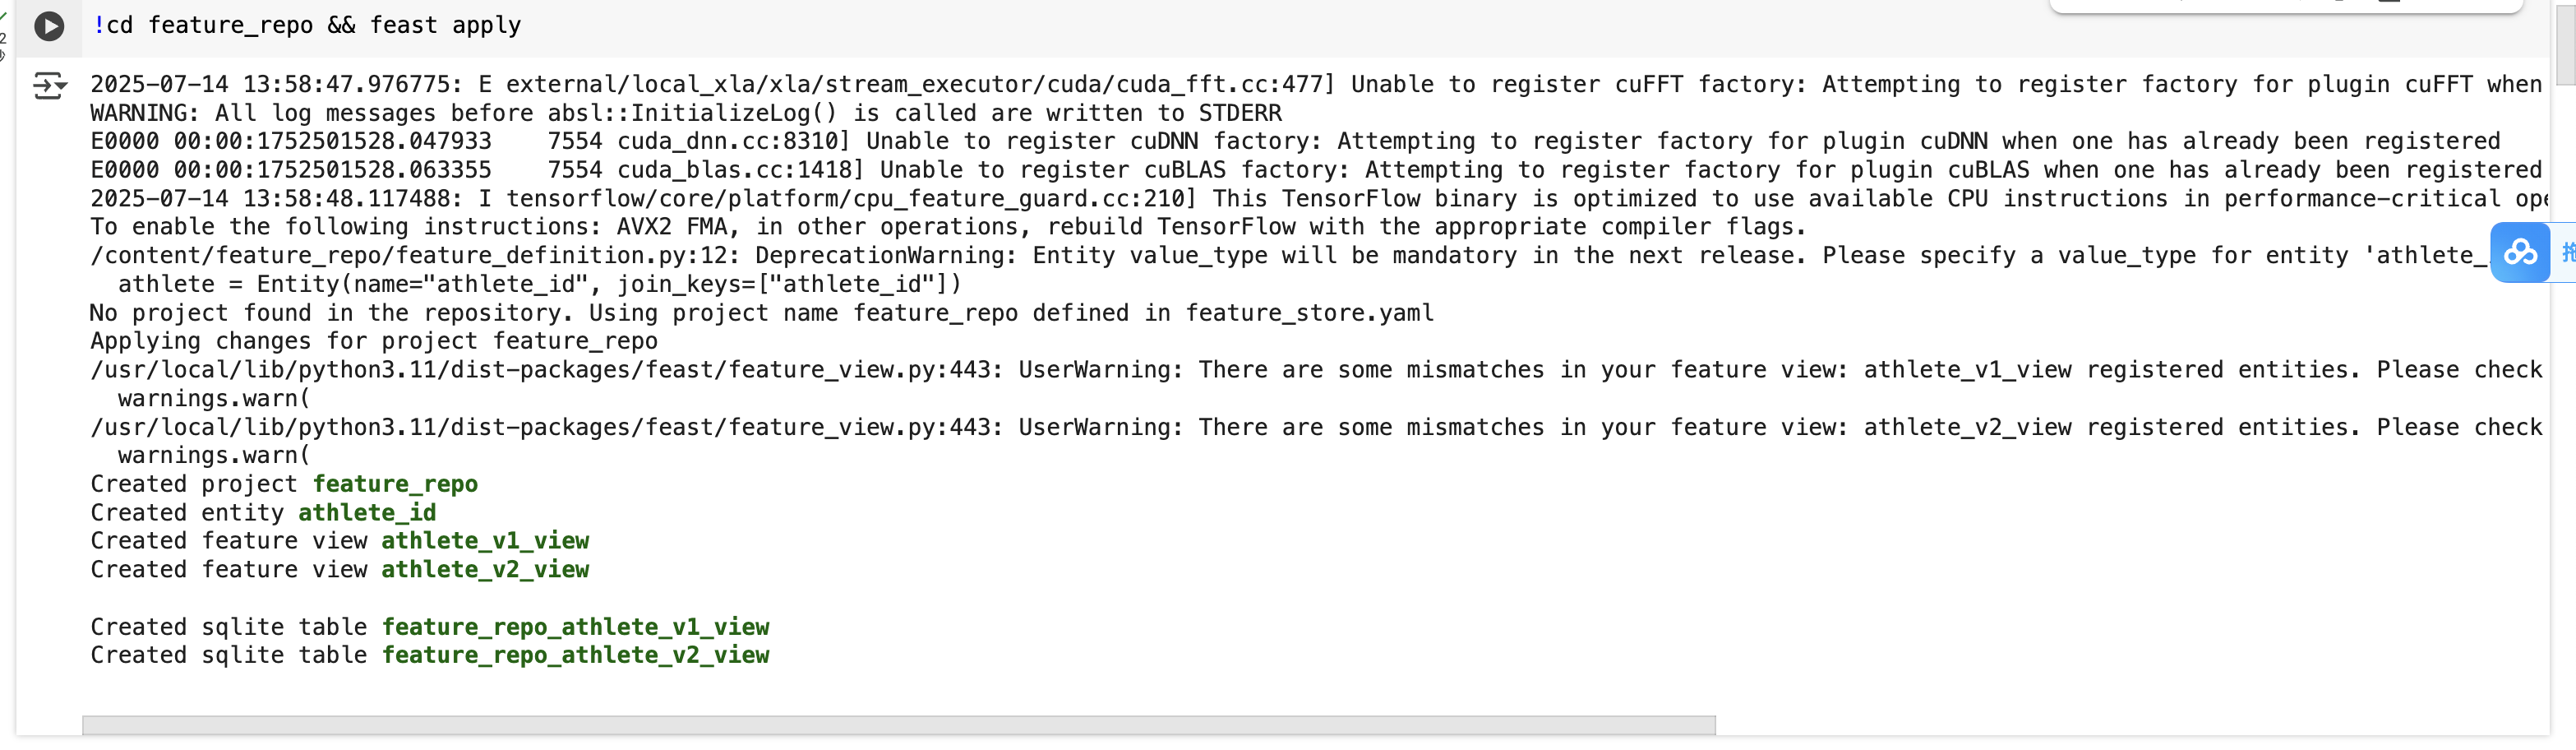 !cd feature_repo && feast apply
2025-07-14 13:58:47.976775: E external/local_xla/xla/stream_executor/cuda/cuda_fft.cc:477] Unable to register cuFFT factory: Attempting to register factory for plugin cuFFT when
WARNING: All log messages before absl::InitializeLog() is called are written to STDERR
E0000 00:00:1752501528.047933    7554 cuda_dnn.cc:8310] Unable to register cuDNN factory: Attempting to register factory for plugin cuDNN when one has already been registered
E0000 00:00:1752501528.063355    7554 cuda_blas.cc:1418] Unable to register cuBLAS factory: Attempting to register factory for plugin cuBLAS when one has already been registered
2025-07-14 13:58:48.117488: I tensorflow/core/platform/cpu_feature_guard.cc:210] This TensorFlow binary is optimized to use available CPU instructions in performance-critical ope
To enable the following instructions: AVX2 FMA, in other operations, rebuild TensorFlow with the appropriate compiler flags.
/content/feature_repo/feature_definition.py:12: DeprecationWarning: Entity value_type will be mandatory in the next release. Please specify a value_type for entity 'athlete_
  athlete = Entity(name="athlete_id", join_keys=["athlete_id"])
No project found in the repository. Using project name feature_repo defined in feature_store.yaml
Applying changes for project feature_repo
/usr/local/lib/python3.11/dist-packages/feast/feature_view.py:443: UserWarning: There are some mismatches in your feature view: athlete_v1_view registered entities. Please check
  warnings.warn(
/usr/local/lib/python3.11/dist-packages/feast/feature_view.py:443: UserWarning: There are some mismatches in your feature view: athlete_v2_view registered entities. Please check
  warnings.warn(
Created project feature_repo
Created entity athlete_id
Created feature view athlete_v1_view
Created feature view athlete_v2_view
Created sqlite table feature_repo_athlete_v1_view
Created sqlite table feature_repo_athlete_v2_view